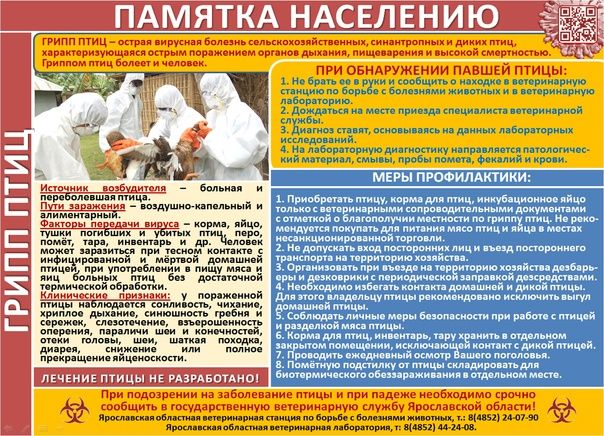 ПАМЯТКА НАСЕЛЕНИЮ
ГРИПП ПТИЦ
ГРИПП ПТИЦ – острая вирусная болезнь сельскохозяйственных, синантропных и диких птиц,
характеризующаяся острым поражением органов дыхания, пищеварения и высокой смертностью.
Гриппом птиц болеет и человек.
Источник возбудителя – больная и
переболевшая птица.
Пути заражения – воздушно-капельный и
алиментарный.
Факторы передачи вируса – корма, яйцо,
тушки погибших и убитых птиц, перо,
помёт, тара, инвентарь и др. Человек
может заразиться при тесном контакте с
инфицированной и мёртвой домашней
птицей, при употреблении в пищу мяса и
яиц больных птиц без достаточной
термической обработки.
Клинические признаки: у пораженной
птицы наблюдается сонливость, чихание,
хриплое дыхание, синюшность гребня и
сережек, слезотечение, взъерошенность
оперения, параличи шеи и конечностей,
отеки головы, шеи, шаткая походка,
диарея, снижение или полное
прекращение яйценоскости.
ЛЕЧЕНИЕ ПТИЦЫ НЕ РАЗРАБОТАНО!
ПРИ ОБНАРУЖЕНИИ ПАВШЕЙ ПТИЦЫ:
1. Не брать ее в руки и сообщить о находке в ветеринарную
станцию по борьбе с болезнями животных и в ветеринарную
лабораторию.
2. Дождаться на месте приезда специалиста ветеринарной
службы.
3. Диагноз ставят, основываясь на данных лабораторных
исследований.
4. На лабораторную диагностику направляется патологичес-
кий материал, смывы, пробы помета, фекалий и крови.
МЕРЫ ПРОФИЛАКТИКИ:
1. Приобретать птицу, корма для птиц, инкубационное яйцо
только с ветеринарными сопроводительными документами
с отметкой о благополучии местности по гриппу птиц. Не реко-
мендуется покупать для питания мясо птиц и яйца в местах
несанкционированной торговли.
2. Не допускать вход посторонних лиц и въезд постороннего
транспорта на территорию хозяйства.
3. Организовать при въезде на территорию хозяйства дезбарь-
еры и дезковрики с периодической заправкой дезсредствами.
4. Необходимо избегать контакта домашней и дикой птицы.
Для этого владельцу птицы рекомендовано исключить выгул
домашней птицы.
5. Соблюдать личные меры безопасности при работе с птицей
и разделкой мяса птицы.
6. Корма для птиц, инвентарь, тару хранить в отдельном
закрытом помещении, исключающей контакт с дикой птицей.
7. Проводить ежедневный осмотр Вашего поголовья.
8. Помётную подстилку от птицы складировать для
биотермического обеззараживания в отдельном месте.
При подозрении на заболевание птицы и при падеже необходимо срочно
сообщить в государственную ветеринарную службу Ярославской области!
Ярославская областная ветеринарная станция по борьбе с болезнями животных, т.: 8(4852) 24-07-90
Ярославская областная ветеринарная лаборатория, т: 8(4852) 44-24-08.